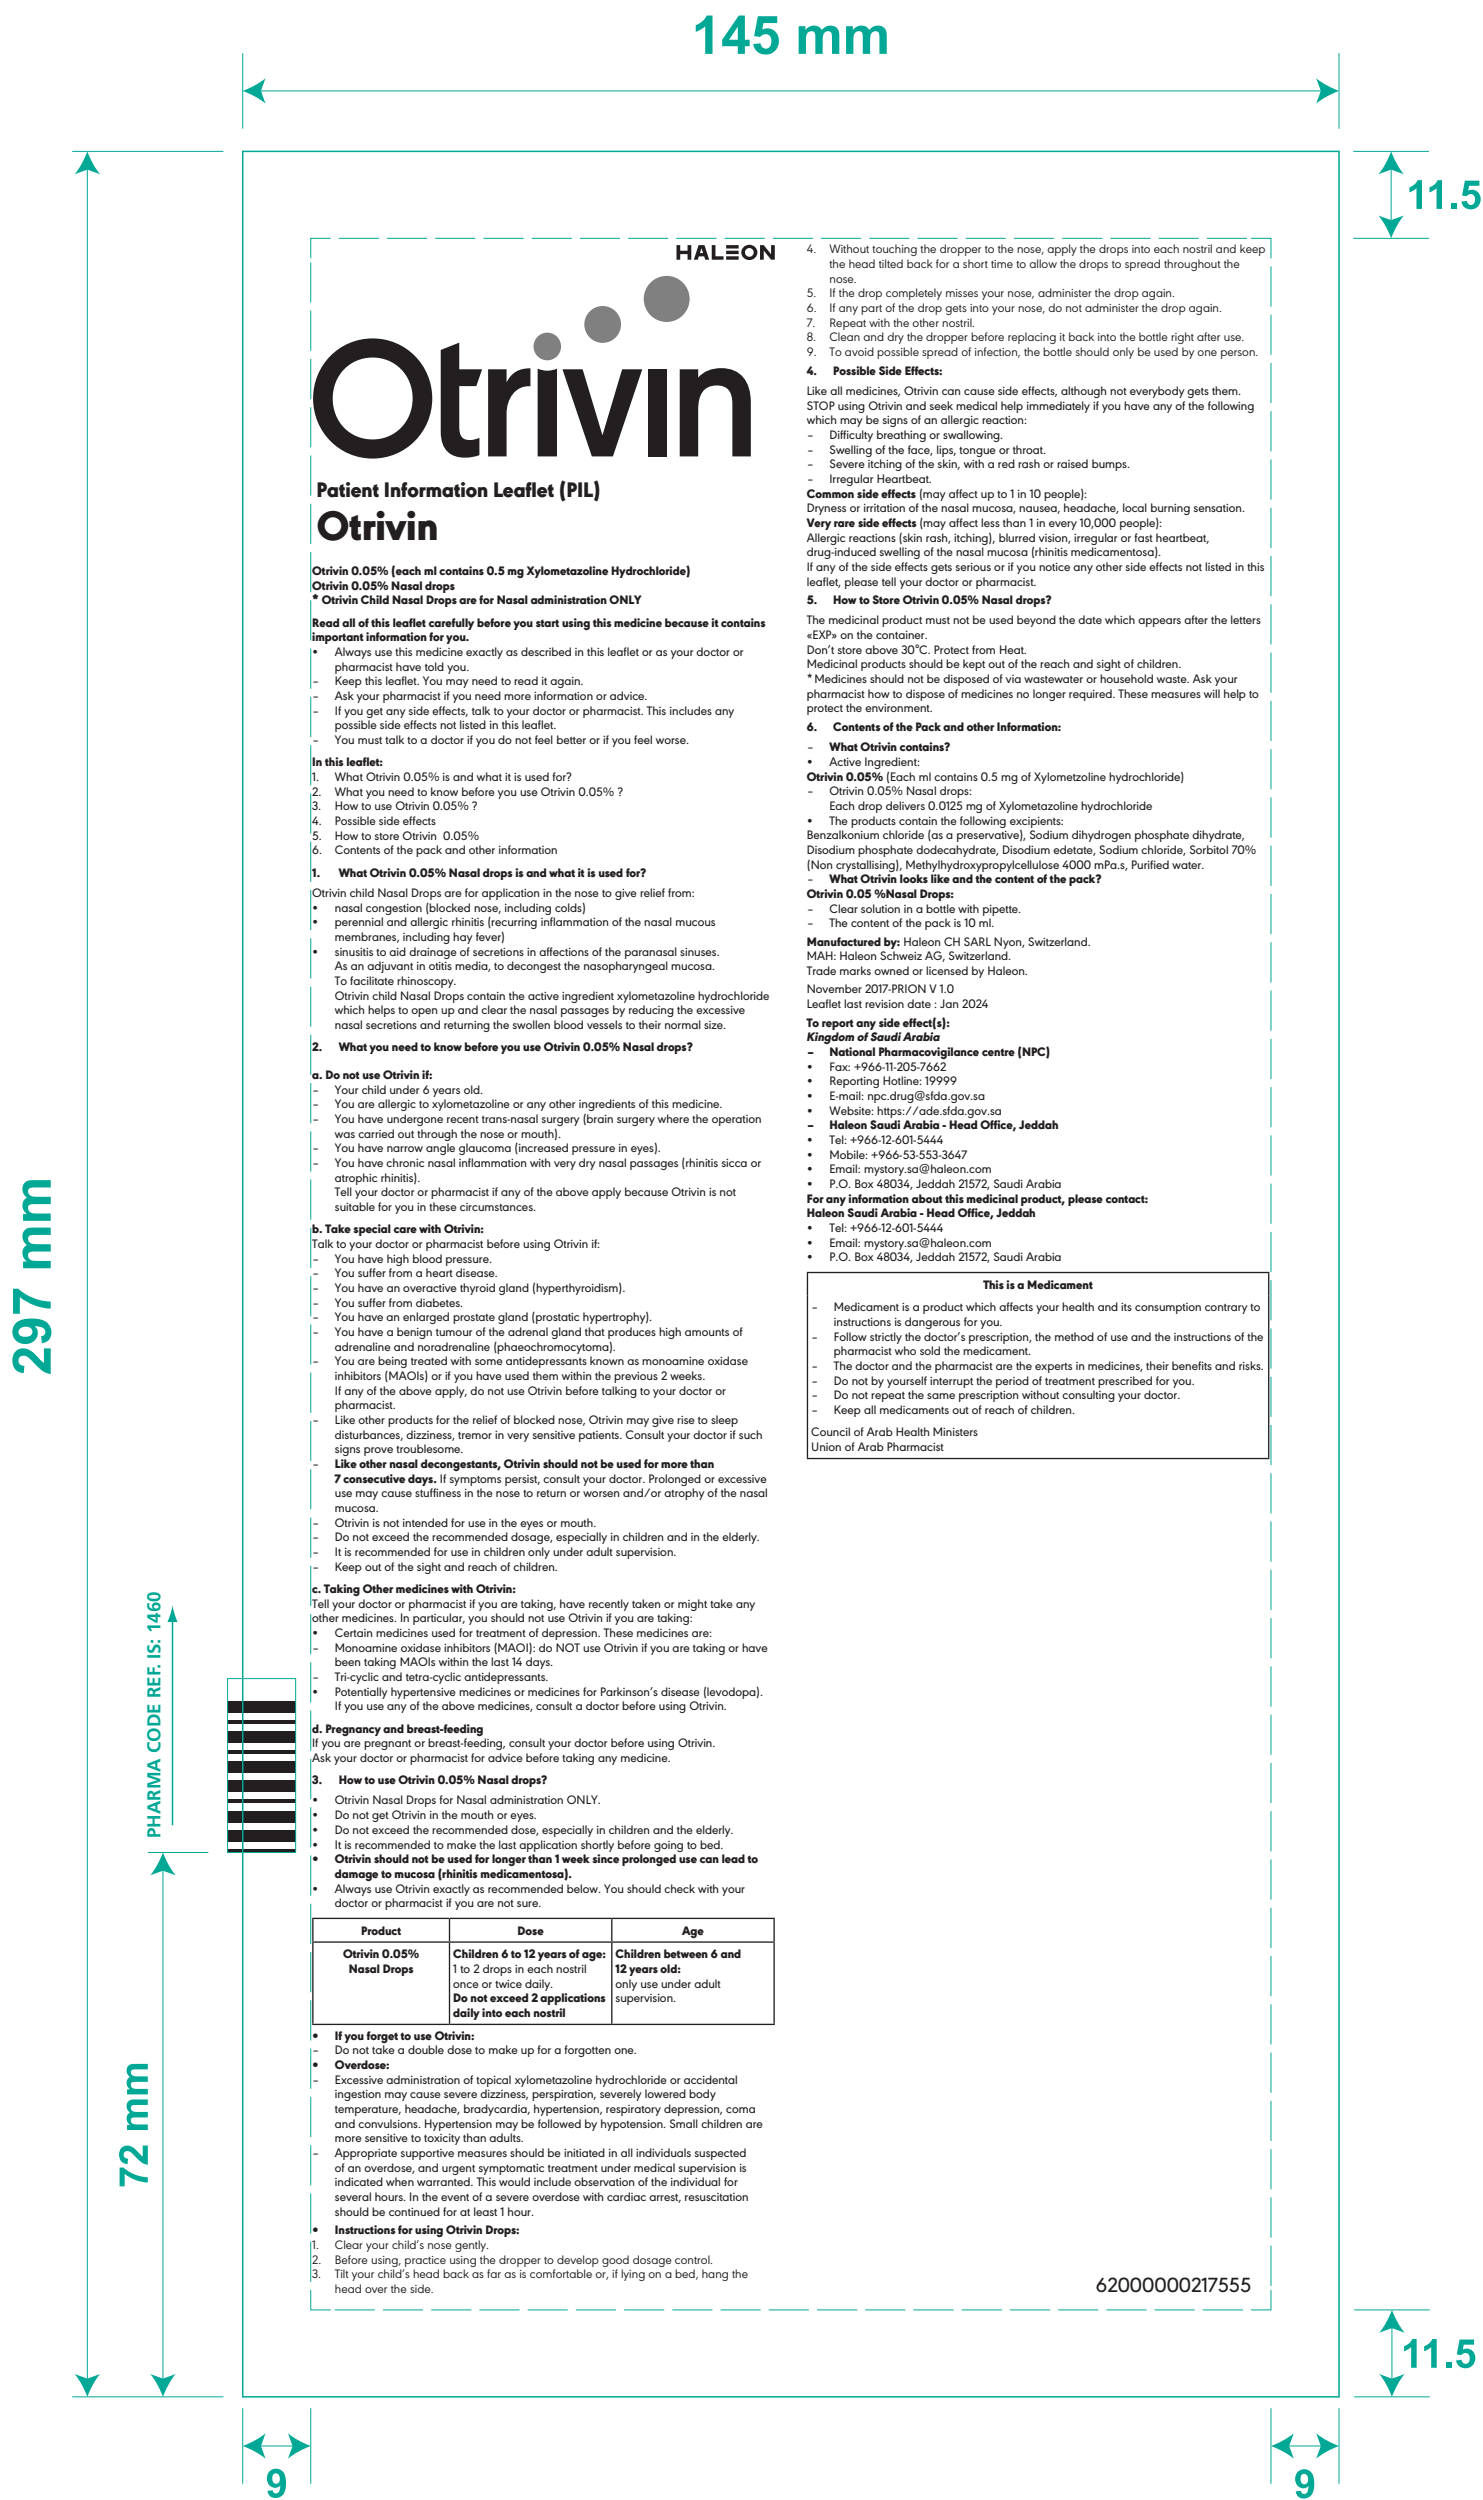 145 mm
11.5
297 mm
PHARMA CODE REF. IS: 1460
72 mm
HALEON
Otrivin
Patient Information Leaflet (PIL)
Otrivin
Otrivin 0.05% (each ml contains 0.5 mg Xylometazoline Hydrochloride)
Otrivin 0.05% Nasal drops
* Otrivin Child Nasal Drops are for Nasal administration ONLY
Read all of this leaflet carefully before you start using this medicine because it contains
important information for you.
• Always use this medicine exactly as described in this leaflet or as your doctor or
pharmacist have told you.
- Keep this leaflet. You may need to read it again.
- Ask your pharmacist if you need more information or advice.
- If you get any side effects, talk to your doctor or pharmacist. This includes any
possible side effects not listed in this leaflet.
- You must talk to a doctor if you do not feel better or if you feel worse.
In this leaflet:
1. What Otrivin 0.05% is and what it is used for?
2. What you need to know before you use Otrivin 0.05% ?
3. How to use Otrivin 0.05% ?
4. Possible side effects
5. How to store Otrivin 0.05%
6. Contents of the pack and other information
1. What Otrivin 0.05% Nasal drops is and what it is used for?
Otrivin child Nasal Drops are for application in the nose to give relief from:
• nasal congestion (blocked nose, including colds)
• perennial and allergic rhinitis (recurring inflammation of the nasal mucous
membranes, including hay fever)
• sinusitis to aid drainage of secretions in affections of the paranasal sinuses.
As an adjuvant in otitis media, to decongest the nasopharyngeal mucosa.
To facilitate rhinoscopy.
Otrivin child Nasal Drops contain the active ingredient xylometazoline hydrochloride
which helps to open up and clear the nasal passages by reducing the excessive
nasal secretions and returning the swollen blood vessels to their normal size.
2. What you need to know before you use Otrivin 0.05% Nasal drops?
a. Do not use Otrivin if:
- Your child under 6 years old.
- You are allergic to xylometazoline or any other ingredients of this medicine.
- You have undergone recent trans-nasal surgery (brain surgery where the operation
was carried out through the nose or mouth).
- You have narrow angle glaucoma (increased pressure in eyes).
- You have chronic nasal inflammation with very dry nasal passages (rhinitis sicca or
atrophic rhinitis).
Tell your doctor or pharmacist if any of the above apply because Otrivin is not
suitable for you in these circumstances.
b. Take special care with Otrivin:
Talk to your doctor or pharmacist before using Otrivin if:
- You have high blood pressure.
- You suffer from a heart disease.
- You have an overactive thyroid gland (hyperthyroidism).
- You suffer from diabetes.
- You have an enlarged prostate gland (prostatic hypertrophy).
- You have a benign tumour of the adrenal gland that produces high amounts of
adrenaline and noradrenaline (phaeochromocytoma).
- You are being treated with some antidepressants known as monoamine oxidase
inhibitors (MAOIs) or if you have used them within the previous 2 weeks.
If any of the above apply, do not use Otrivin before talking to your doctor or
pharmacist.
- Like other products for the relief of blocked nose, Otrivin may give rise to sleep
disturbances, dizziness, tremor in very sensitive patients. Consult your doctor if such
signs prove troublesome.
- Like other nasal decongestants, Otrivin should not be used for more than
7 consecutive days. If symptoms persist, consult your doctor. Prolonged or excessive
use may cause stuffiness in the nose to return or worsen and/or atrophy of the nasal
mucosa.
- Otrivin is not intended for use in the eyes or mouth.
- Do not exceed the recommended dosage, especially in children and in the elderly.
- It is recommended for use in children only under adult supervision.
- Keep out of the sight and reach of children.
c. Taking Other medicines with Otrivin:
Tell your doctor or pharmacist if you are taking, have recently taken or might take any
other medicines. In particular, you should not use Otrivin if you are taking:
• Certain medicines used for treatment of depression. These medicines are:
- Monoamine oxidase inhibitors (MAOI): do NOT use Otrivin if you are taking or have
been taking MAOIs within the last 14 days.
- Tri-cyclic and tetra-cyclic antidepressants.
• Potentially hypertensive medicines or medicines for Parkinson's disease (levodopa).
If you use any of the above medicines, consult a doctor before using Otrivin.
d. Pregnancy and breast-feeding
If you are pregnant or breast-feeding, consult your doctor before using Otrivin.
Ask your doctor or pharmacist for advice before taking any medicine.
3. How to use Otrivin 0.05% Nasal drops?
• Otrivin Nasal Drops for Nasal administration ONLY.
• Do not get Otrivin in the mouth or eyes.
• Do not exceed the recommended dose, especially in children and the elderly.
• It is recommended to make the last application shortly before going to bed.
• Otrivin should not be used for longer than 1 week since prolonged use can lead to
damage to mucosa (rhinitis medicamentosa).
• Always use Otrivin exactly as recommended below. You should check with your
doctor or pharmacist if you are not sure.
Product Dose Age
Otrivin 0.05% Children 6 to 12 years of age: Children between 6 and
Nasal Drops 1 to 2 drops in each nostril 12 years old:
once or twice daily. only use under adult
Do not exceed 2 applications supervision.
daily into each nostril
• If you forget to use Otrivin:
- Do not take a double dose to make up for a forgotten one.
• Overdose:
- Excessive administration of topical xylometazoline hydrochloride or accidental
ingestion may cause severe dizziness, perspiration, severely lowered body
temperature, headache, bradycardia, hypertension, respiratory depression, coma
and convulsions. Hypertension may be followed by hypotension. Small children are
more sensitive to toxicity than adults.
- Appropriate supportive measures should be initiated in all individuals suspected
of an overdose, and urgent symptomatic treatment under medical supervision is
indicated when warranted. This would include observation of the individual for
several hours. In the event of a severe overdose with cardiac arrest, resuscitation
should be continued for at least 1 hour.
• Instructions for using Otrivin Drops:
1. Clear your child's nose gently.
2. Before using, practice using the dropper to develop good dosage control.
3. Tilt your child's head back as far as is comfortable or, if lying on a bed, hang the
head over the side.
4. Without touching the dropper to the nose, apply the drops into each nostril and keep
the head tilted back for a short time to allow the drops to spread throughout the
nose.
5. If the drop completely misses your nose, administer the drop again.
6. If any part of the drop gets into your nose, do not administer the drop again.
7. Repeat with the other nostril.
8. Clean and dry the dropper before replacing it back into the bottle right after use.
9. To avoid possible spread of infection, the bottle should only be used by one person.
4. Possible Side Effects:
Like all medicines, Otrivin can cause side effects, although not everybody gets them.
STOP using Otrivin and seek medical help immediately if you have any of the following
which may be signs of an allergic reaction:
- Difficulty breathing or swallowing.
- Swelling of the face, lips, tongue or throat.
- Severe itching of the skin, with a red rash or raised bumps.
- Irregular Heartbeat.
Common side effects (may affect up to 1 in 10 people):
Dryness or irritation of the nasal mucosa, nausea, headache, local burning sensation.
Very rare side effects (may affect less than 1 in every 10,000 people):
Allergic reactions (skin rash, itching), blurred vision, irregular or fast heartbeat,
drug-induced swelling of the nasal mucosa (rhinitis medicamentosa).
If any of the side effects gets serious or if you notice any other side effects not listed in this
leaflet, please tell your doctor or pharmacist.
5. How to Store Otrivin 0.05% Nasal drops?
The medicinal product must not be used beyond the date which appears after the letters
«EXP» on the container.
Don't store above 30°C. Protect from Heat.
Medicinal products should be kept out of the reach and sight of children.
* Medicines should not be disposed of via wastewater or household waste. Ask your
pharmacist how to dispose of medicines no longer required. These measures will help to
protect the environment.
6. Contents of the Pack and other Information:
- What Otrivin contains?
• Active Ingredient:
Otrivin 0.05% (Each ml contains 0.5 mg of Xylometzoline hydrochloride)
- Otrivin 0.05% Nasal drops:
Each drop delivers 0.0125 mg of Xylometazoline hydrochloride
• The products contain the following excipients:
Benzalkonium chloride (as a preservative), Sodium dihydrogen phosphate dihydrate,
Disodium phosphate dodecahydrate, Disodium edetate, Sodium chloride, Sorbitol 70%
(Non crystallising), Methylhydroxypropylcellulose 4000 mPa.s, Purified water.
- What Otrivin looks like and the content of the pack?
Otrivin 0.05 %Nasal Drops:
- Clear solution in a bottle with pipette.
- The content of the pack is 10 ml.
Manufactured by: Haleon CH SARL Nyon, Switzerland.
MAH: Haleon Schweiz AG, Switzerland.
Trade marks owned or licensed by Haleon.
November 2017-PRION V 1.0
Leaflet last revision date : Jan 2024
To report any side effect(s):
Kingdom of Saudi Arabia
- National Pharmacovigilance centre (NPC)
• Fax: +966-11-205-7662
• Reporting Hotline: 19999
• E-mail: npc.drug@sfda.gov.sa
• Website: https://ade.sfda.gov.sa
- Haleon Saudi Arabia - Head Office, Jeddah
• Tel: +966-12-601-5444
• Mobile: +966-53-553-3647
• Email: mystory.sa@haleon.com
• P.O. Box 48034, Jeddah 21572, Saudi Arabia
For any information about this medicinal product, please contact:
Haleon Saudi Arabia - Head Office, Jeddah
• Tel: +966-12-601-5444
• Email: mystory.sa@haleon.com
• P.O. Box 48034, Jeddah 21572, Saudi Arabia
This is a Medicament
- Medicament is a product which affects your health and its consumption contrary to
instructions is dangerous for you.
- Follow strictly the doctor's prescription, the method of use and the instructions of the
pharmacist who sold the medicament.
- The doctor and the pharmacist are the experts in medicines, their benefits and risks.
- Do not by yourself interrupt the period of treatment prescribed for you.
- Do not repeat the same prescription without consulting your doctor.
- Keep all medicaments out of reach of children.
Council of Arab Health Ministers
Union of Arab Pharmacist
62000000217555
11.5
9
9